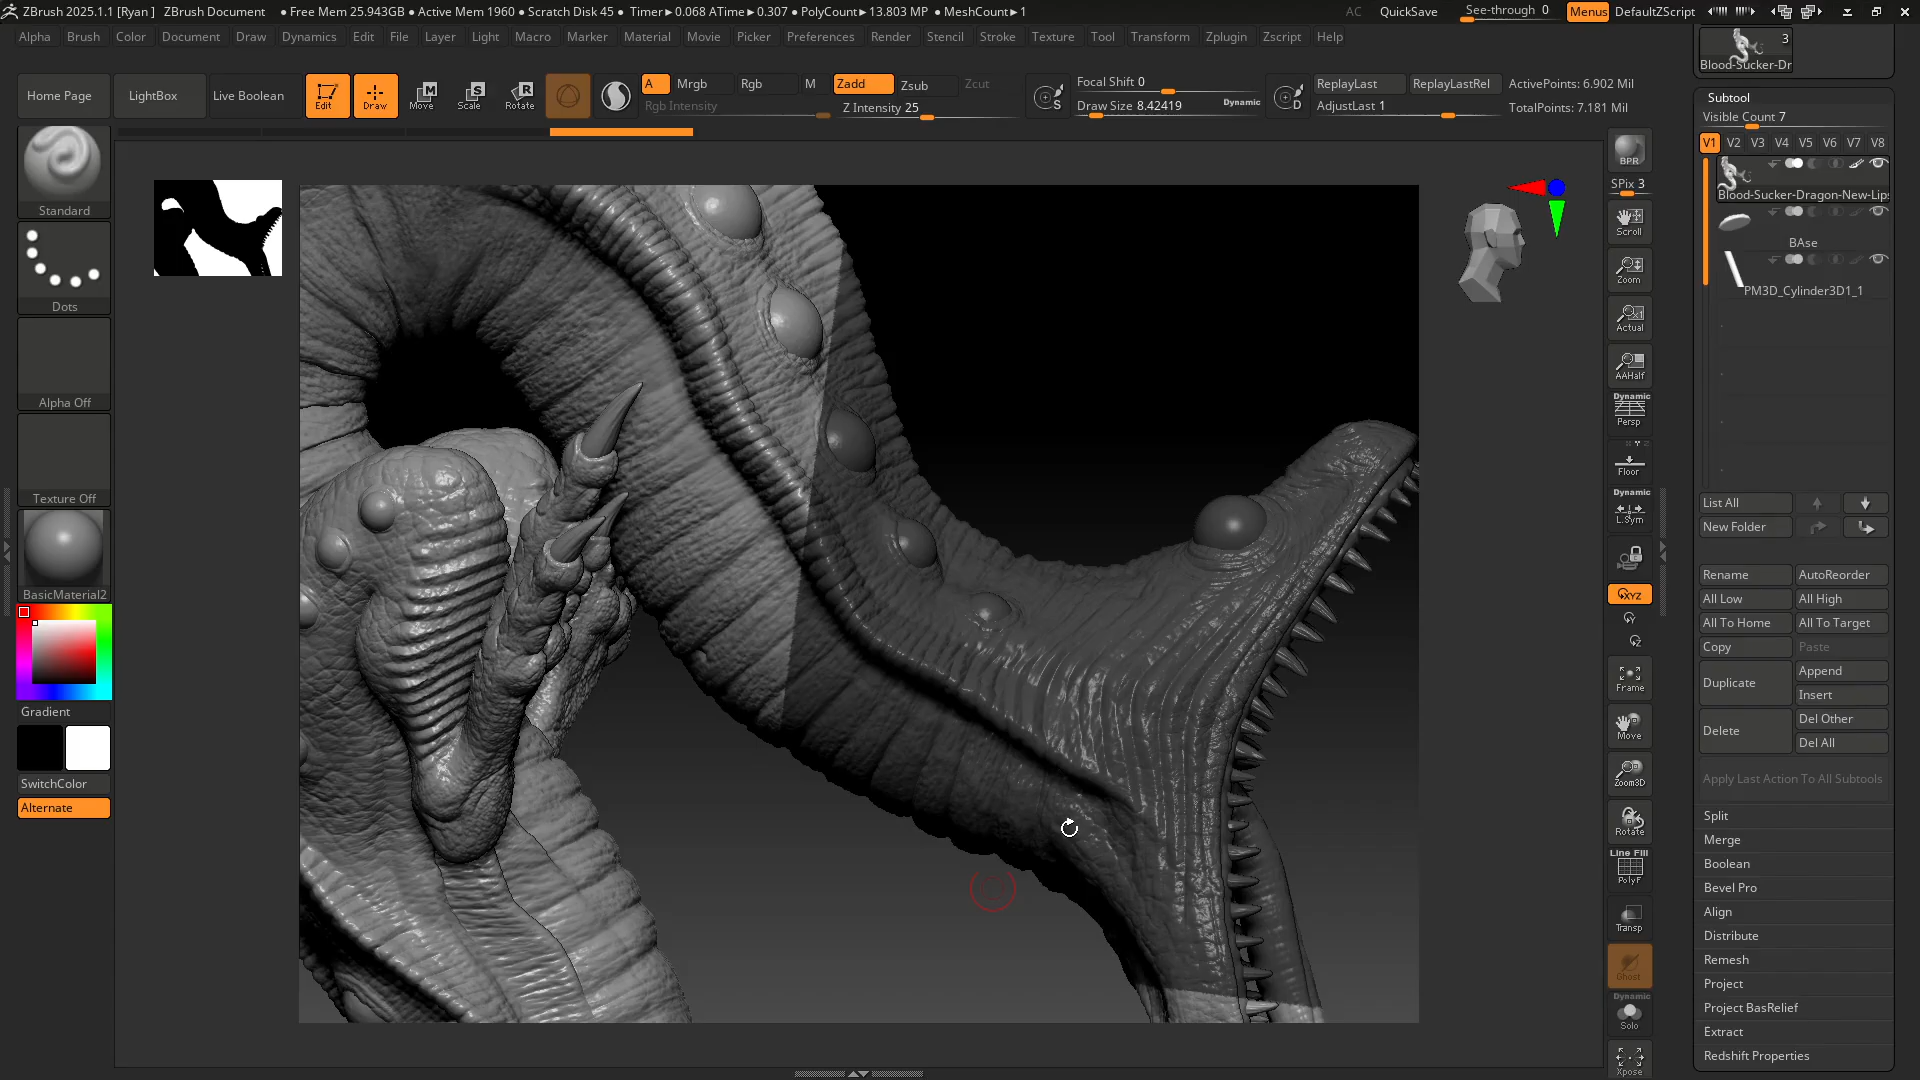 ZBrush 2025.1.1 [Ryan ] ZBrush Document ● Free Mem 25.943GB ● Active Mem 1960 ● Scratch Disk 45 ● Timer►0.068 ATime►0.307 ● PolyCount►13.803 MP ● MeshCount►1 AC QuickSave See-through 0 Menus DefaultZScript
Alpha Brush Color Document Draw Dynamics Edit File Layer Light Macro Marker Material Movie Picker Preferences Render Stencil Stroke Texture Tool Transform Zplugin Zscript Help
3
Blood-Sucker-Dr
Home Page LightBox Live Boolean Edit Draw Move Scale Rotate
A Mrgb Rgb M Zadd Zsub Zcut
Rgb Intensity Z Intensity 25
Focal Shift 0
Draw Size 8.42419 Dynamic
ReplayLast ReplayLastRel ActivePoints: 6.902 Mil
AdjustLast 1 TotalPoints: 7.181 Mil
Standard
Dots
Alpha Off
Texture Off
BasicMaterial2
Gradient
SwitchColor
Alternate
BPR
SPix 3
Scroll
Zoom
Actual
AAHalf
Dynamic
Persp
Floor
Dynamic
L.Sym
XYZ
Y
Z
Frame
Move
Zoom3D
Rotate
Line Fill
PolyF
Transp
Ghost
Dynamic
Solo
Xpose
Subtool
Visible Count 7
V1 V2 V3 V4 V5 V6 V7 V8
Blood-Sucker-Dragon-New-Lips
BAse
PM3D_Cylinder3D1_1
List All
New Folder
Rename AutoReorder
All Low All High
All To Home All To Target
Copy Paste
Duplicate Append
Insert
Delete Del Other
Del All
Apply Last Action To All Subtools
Split
Merge
Boolean
Bevel Pro
Align
Distribute
Remesh
Project
Project BasRelief
Extract
Redshift Properties